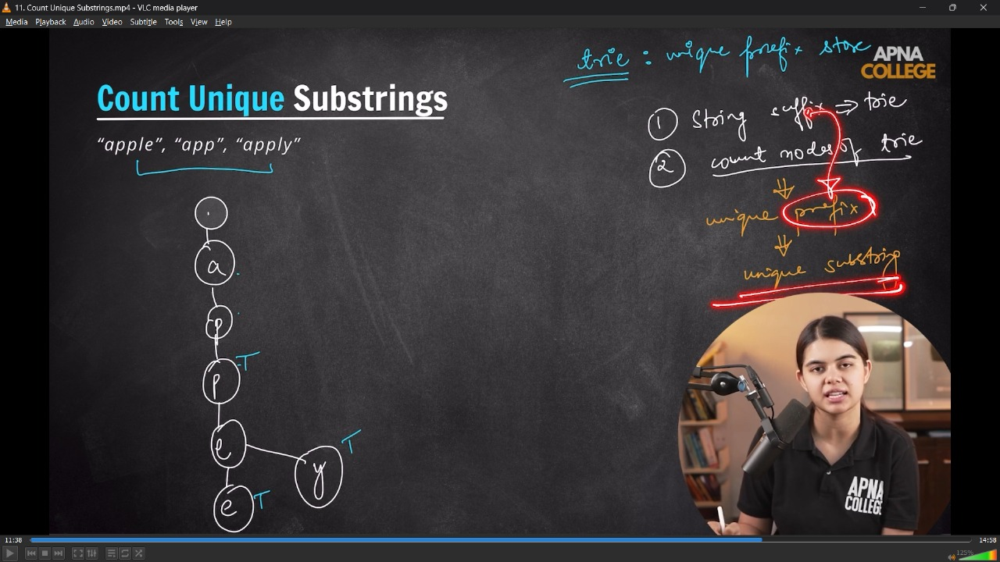 11. Count Unique Substrings.mp4 - VLC media player
Media Playback Audio Video Subtitle Tools View Help
trie : unique prefix store
APNA
COLLEGE
Count Unique Substrings
① String suffix ⇒ trie
"apple", "app", "apply"
② count nodes of trie
⇓
unique prefix
⇓
unique substring
.
a
p
p T
l
y T
e T
APNA
COLLEGE
11:38
14:58
125%